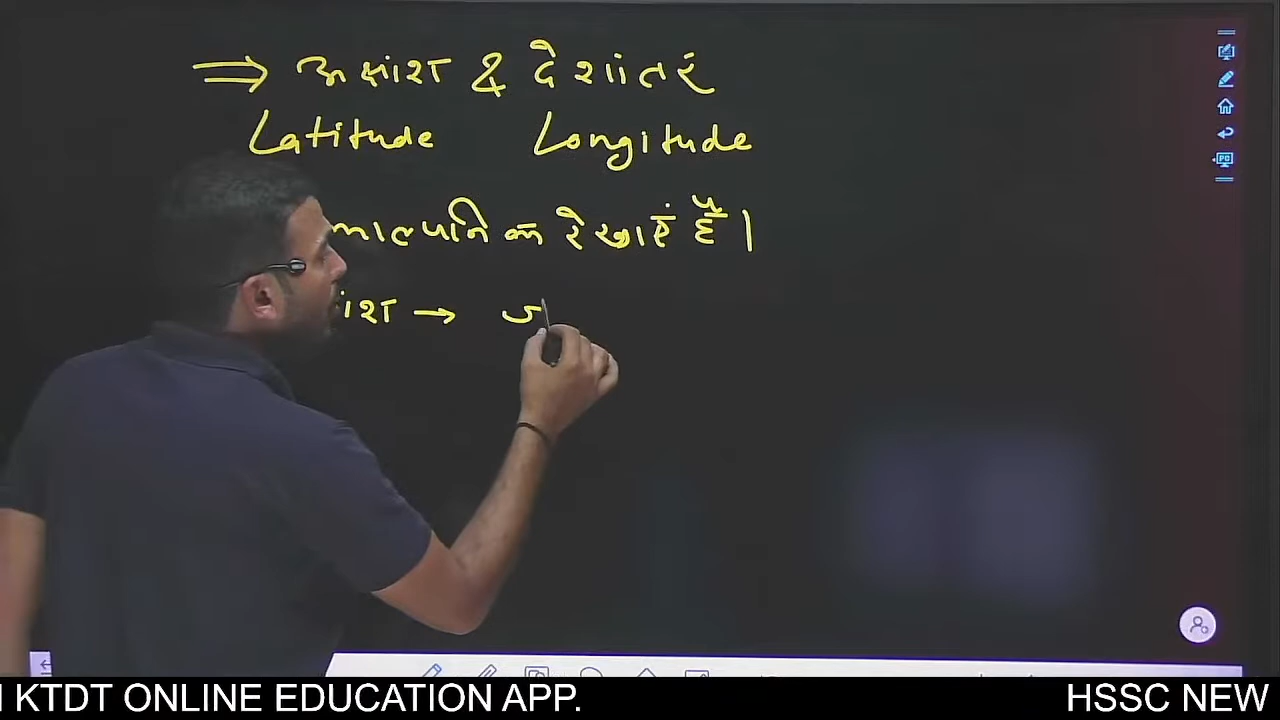 ⇒ अक्षांश & देशांतर
Latitude Longitude
काल्पनिक रेखाएं हैं।
ांश →
KTDT ONLINE EDUCATION APP.
HSSC NEW